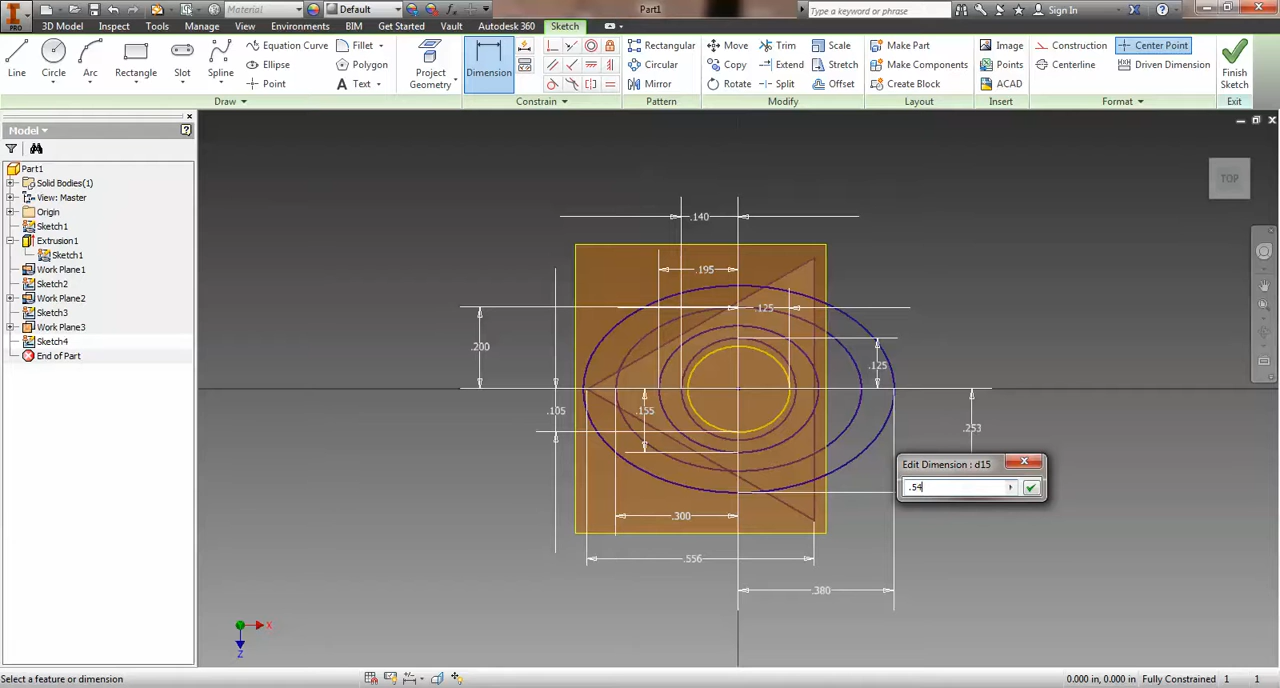 PRO
Material
Default
Part1
Type a keyword or phrase
Sign In
3D Model Inspect Tools Manage View Environments BIM Get Started Vault Autodesk 360 Sketch
Line
Circle
Arc
Rectangle
Slot
Spline
Equation Curve
Ellipse
Point
Fillet
Polygon
Text
Project
Geometry
Dimension
Rectangular
Circular
Mirror
Move
Copy
Rotate
Trim
Extend
Split
Scale
Stretch
Offset
Make Part
Make Components
Create Block
Image
Points
ACAD
Construction
Centerline
Center Point
Driven Dimension
Finish
Sketch
Draw
Constrain
Pattern
Modify
Layout
Insert
Format
Exit
Model
Part1
Solid Bodies(1)
View: Master
Origin
Sketch1
Extrusion1
Sketch1
Work Plane1
Sketch2
Work Plane2
Sketch3
Work Plane3
Sketch4
End of Part
TOP
.140
.195
.125
.200
.125
.105
.155
.253
Edit Dimension : d15
.54
.300
.556
.380
X
Z
Select a feature or dimension
0.000 in, 0.000 in Fully Constrained 1 1